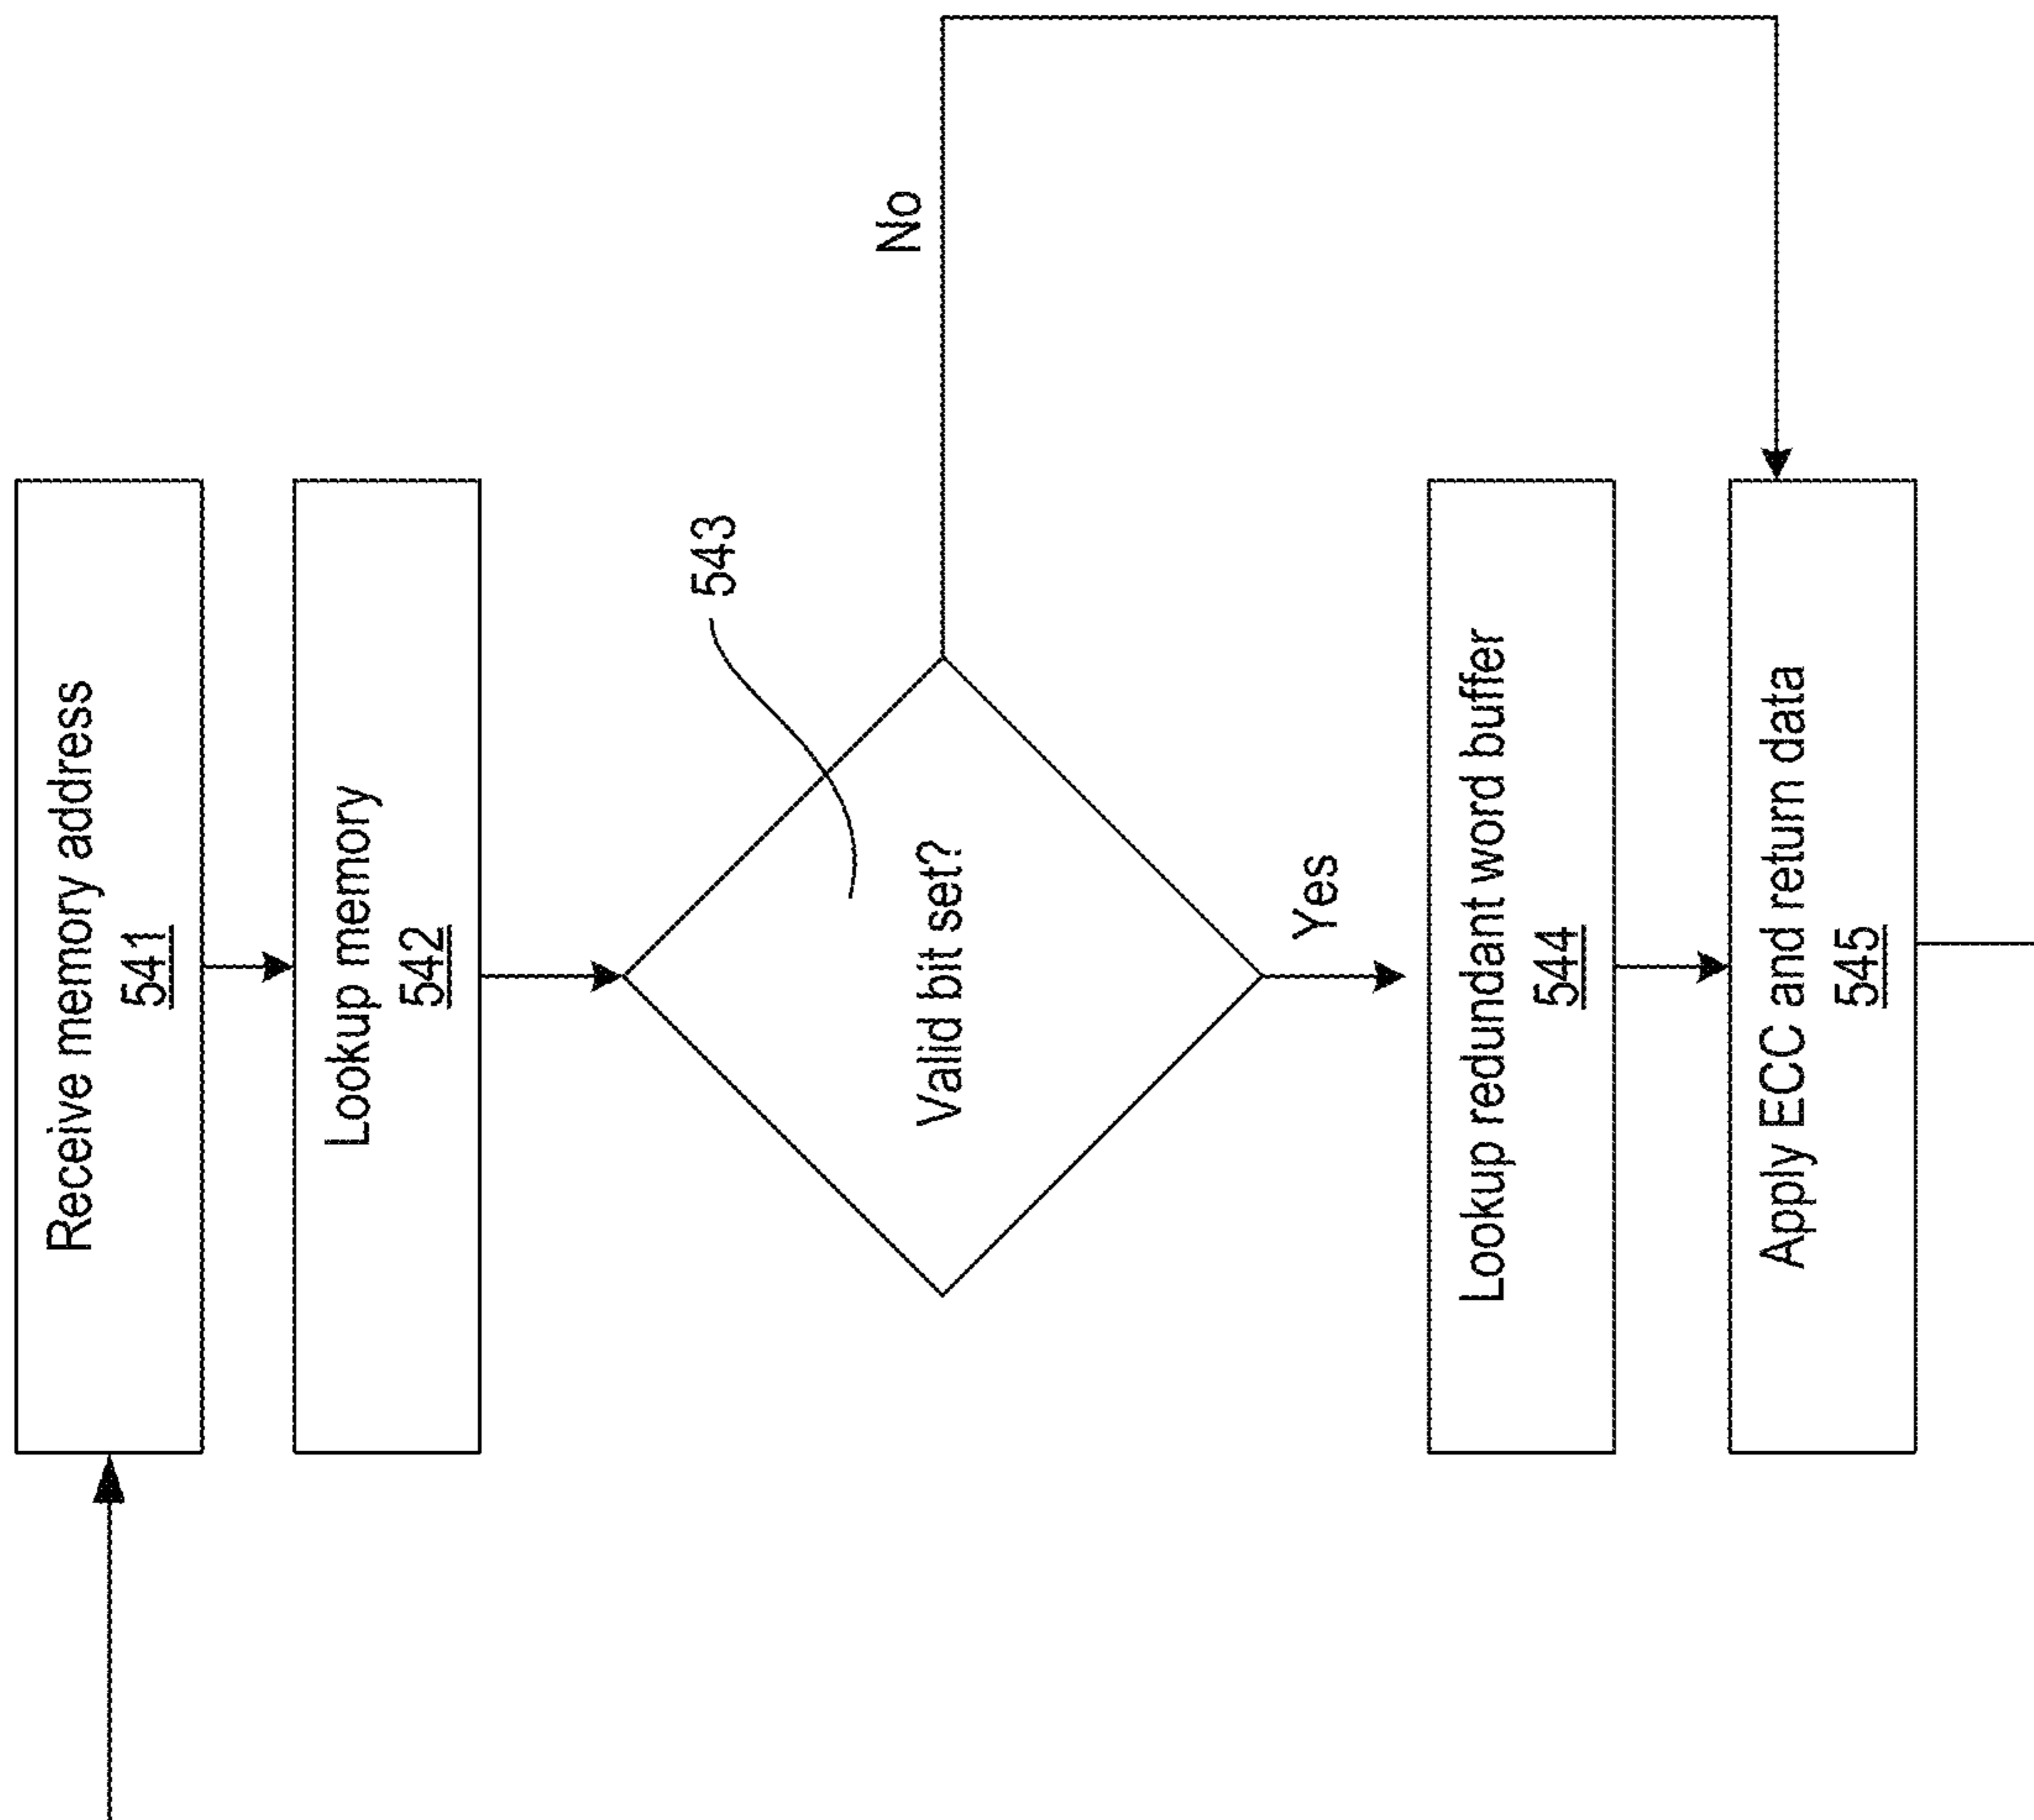 Receive memory address
541
Lookup memory
542
543
Valid bit set?
No
Yes
Lookup redundant word buffer
544
Apply ECC and return data
545